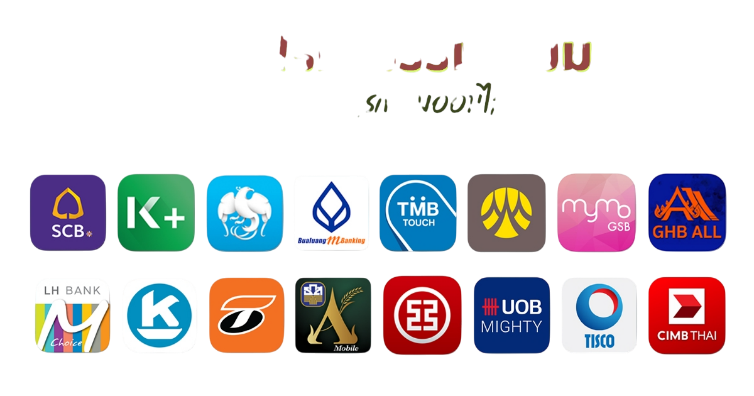 SCB
K+
Bualuang mBanking
TMB
TOUCH
mymo
GSB
GHB ALL
LH BANK
M
Choice
K
T
A
Mobile
UOB
MIGHTY
TISCO
CIMB THAI